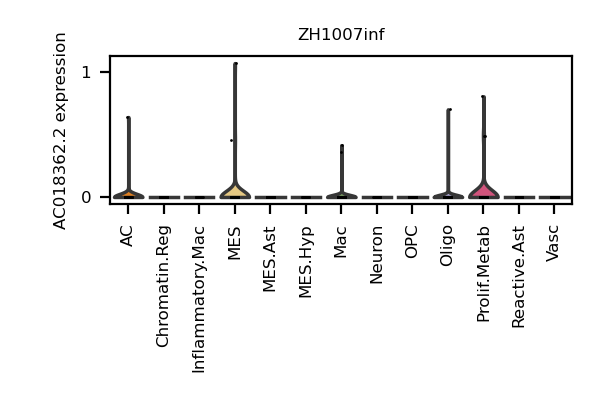 ZH1007inf
AC018362.2 expression
1
0
AC
Chromatin.Reg
Inflammatory.Mac
MES
MES.Ast
MES.Hyp
Mac
Neuron
OPC
Oligo
Prolif.Metab
Reactive.Ast
Vasc